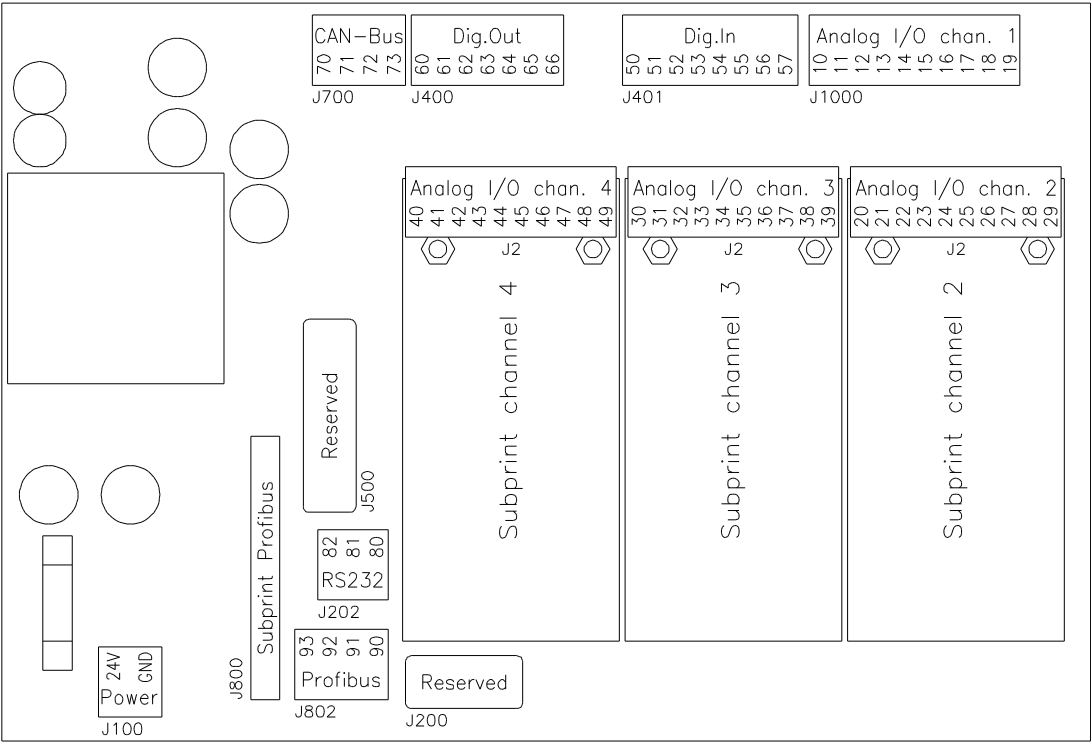 CAN-Bus
70 71 72 73
J700
Dig.Out
60 61 62 63 64 65 66
J400
Dig.In
50 51 52 53 54 55 56 57
J401
Analog I/O chan. 1
10 11 12 13 14 15 16 17 18 19
J1000
Analog I/O chan. 4
40 41 42 43 44 45 46 47 48 49
J2
Subprint channel 4
Analog I/O chan. 3
30 31 32 33 34 35 36 37 38 39
J2
Subprint channel 3
Analog I/O chan. 2
20 21 22 23 24 25 26 27 28 29
J2
Subprint channel 2
Reserved
J500
Subprint Profibus
J800
82 81 80
RS232
J202
93 92 91 90
Profibus
J802
Reserved
J200
24V GND
Power
J100